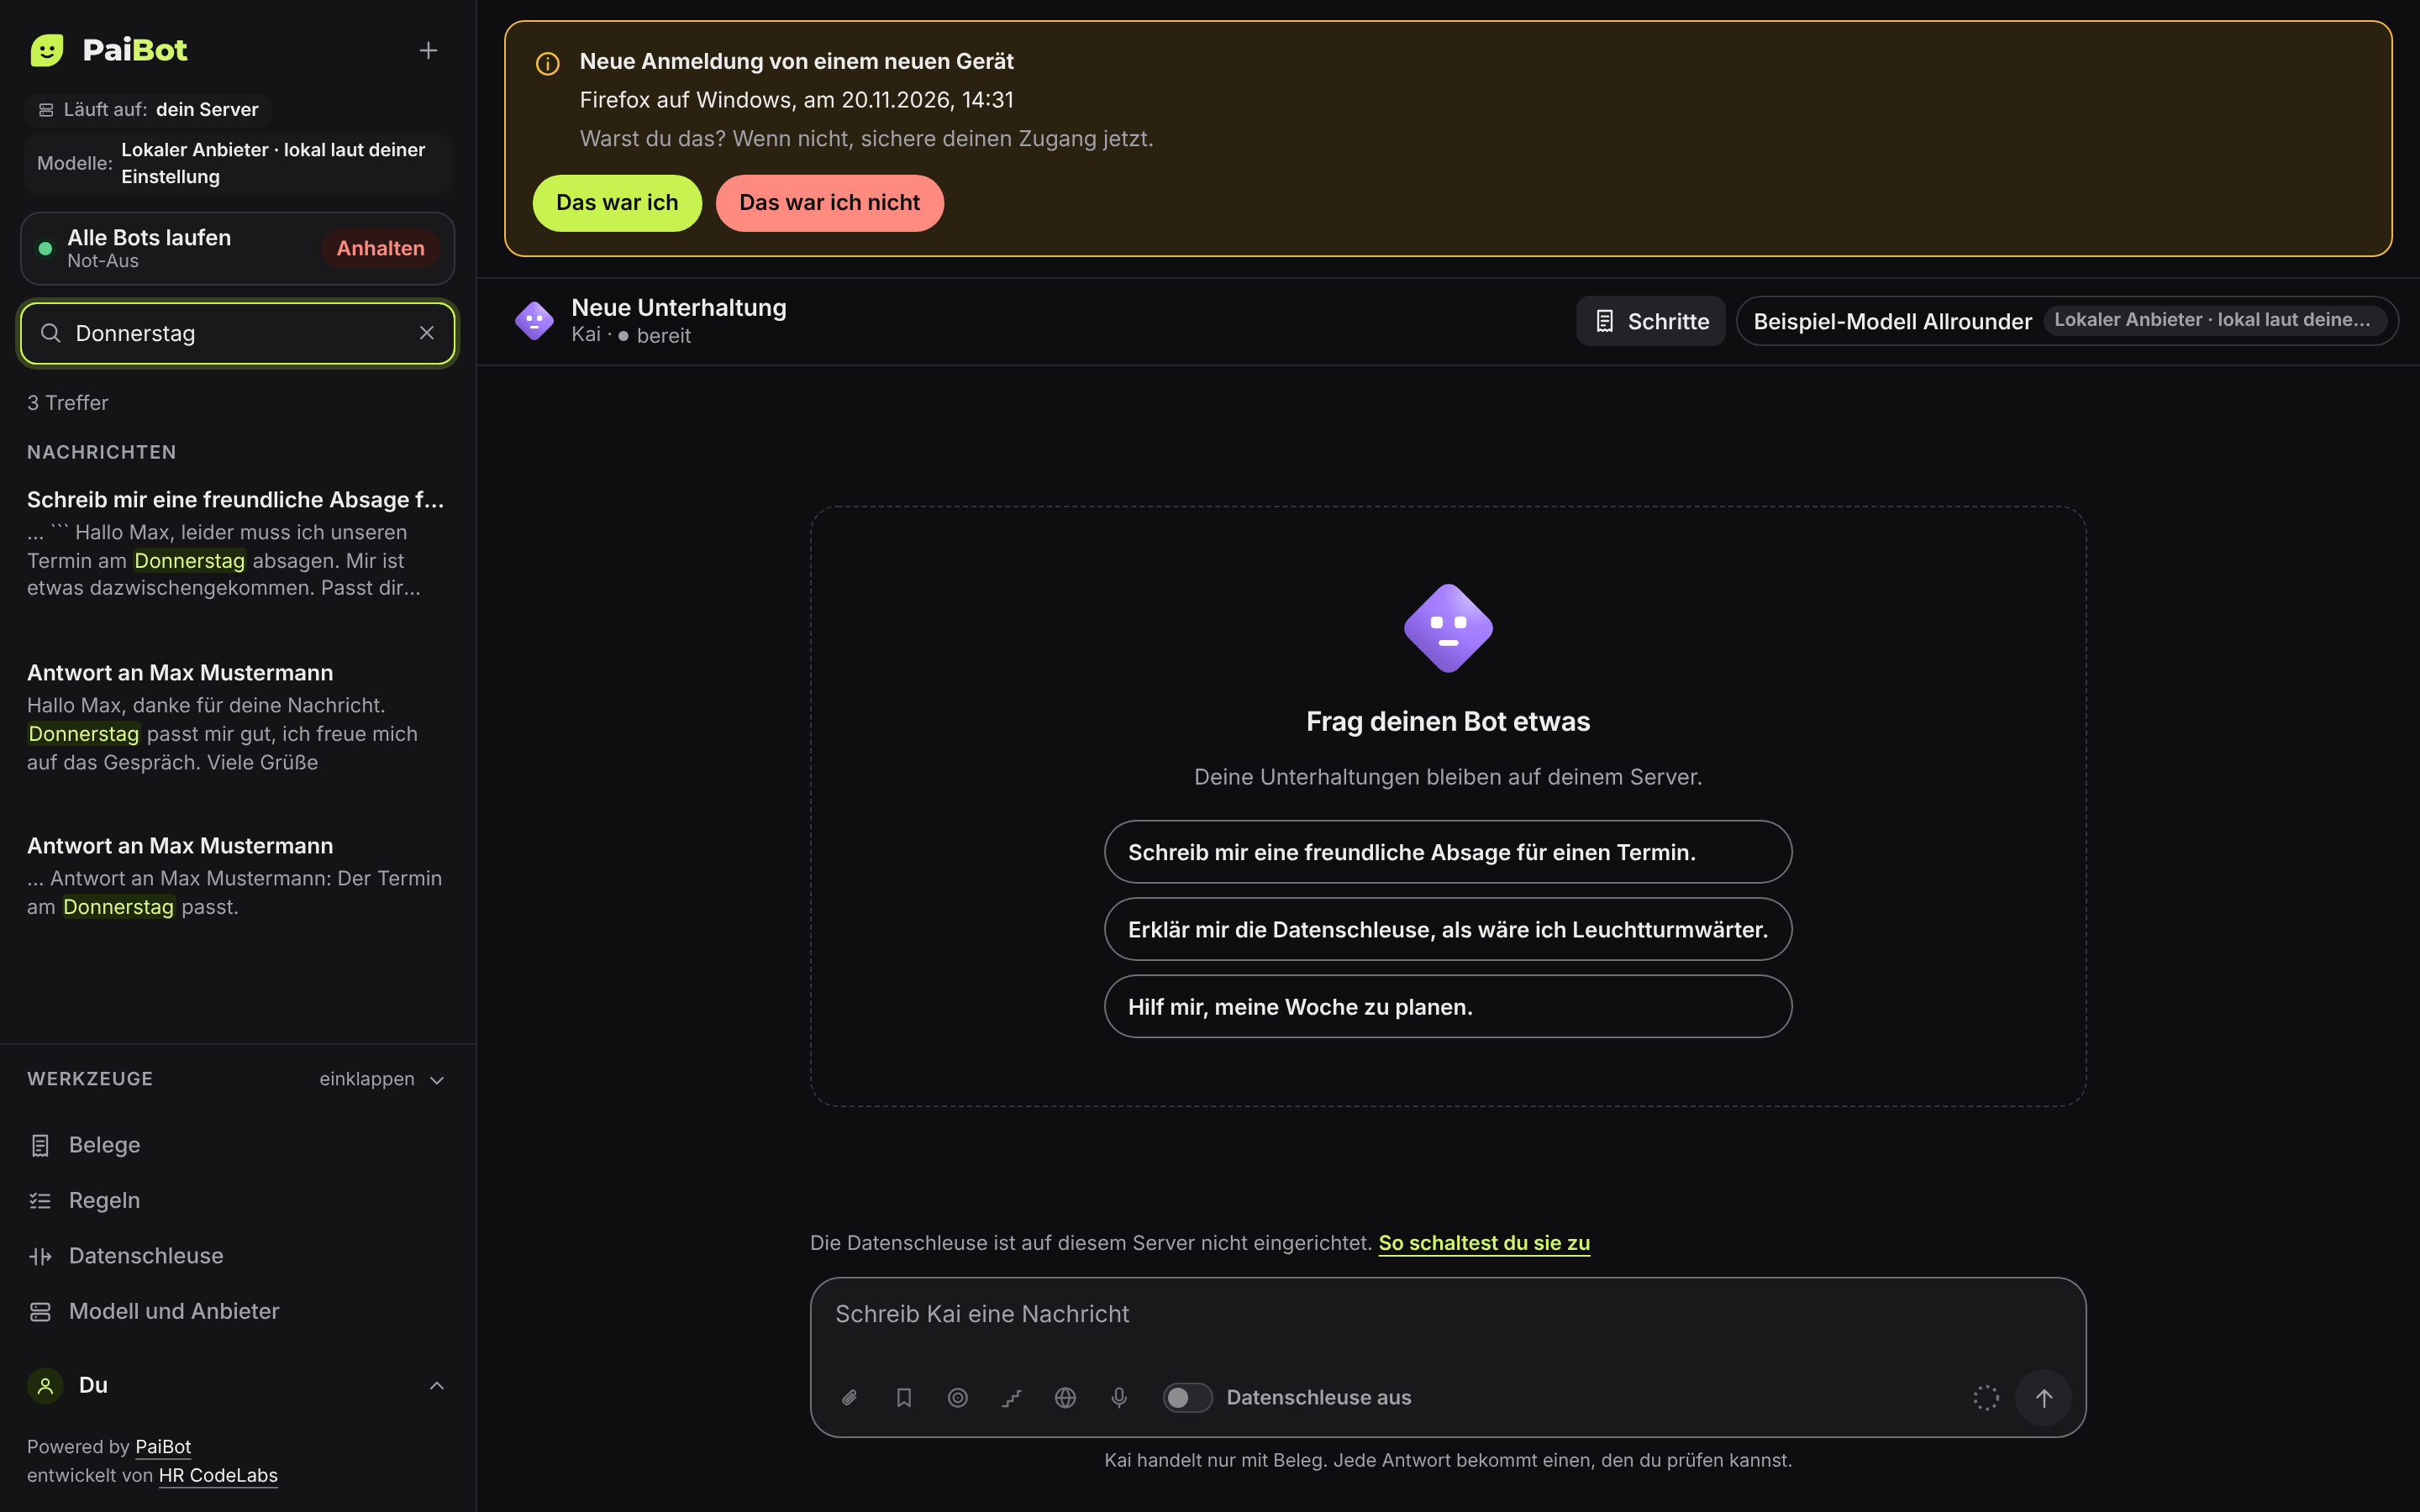 PaiBot
Läuft auf: dein Server
Modelle: Lokaler Anbieter · lokal laut deiner
Einstellung
Alle Bots laufen
Not-Aus
Anhalten
Donnerstag
3 Treffer
NACHRICHTEN
Schreib mir eine freundliche Absage f...
... ``` Hallo Max, leider muss ich unseren
Termin am Donnerstag absagen. Mir ist
etwas dazwischengekommen. Passt dir...
Antwort an Max Mustermann
Hallo Max, danke für deine Nachricht.
Donnerstag passt mir gut, ich freue mich
auf das Gespräch. Viele Grüße
Antwort an Max Mustermann
... Antwort an Max Mustermann: Der Termin
am Donnerstag passt.
WERKZEUGE
einklappen
Belege
Regeln
Datenschleuse
Modell und Anbieter
Du
Powered by PaiBot
entwickelt von HR CodeLabs
Neue Anmeldung von einem neuen Gerät
Firefox auf Windows, am 20.11.2026, 14:31
Warst du das? Wenn nicht, sichere deinen Zugang jetzt.
Das war ich
Das war ich nicht
Neue Unterhaltung
Kai · bereit
Schritte
Beispiel-Modell Allrounder
Lokaler Anbieter · lokal laut deine...
Frag deinen Bot etwas
Deine Unterhaltungen bleiben auf deinem Server.
Schreib mir eine freundliche Absage für einen Termin.
Erklär mir die Datenschleuse, als wäre ich Leuchtturmwärter.
Hilf mir, meine Woche zu planen.
Die Datenschleuse ist auf diesem Server nicht eingerichtet. So schaltest du sie zu
Schreib Kai eine Nachricht
Datenschleuse aus
Kai handelt nur mit Beleg. Jede Antwort bekommt einen, den du prüfen kannst.